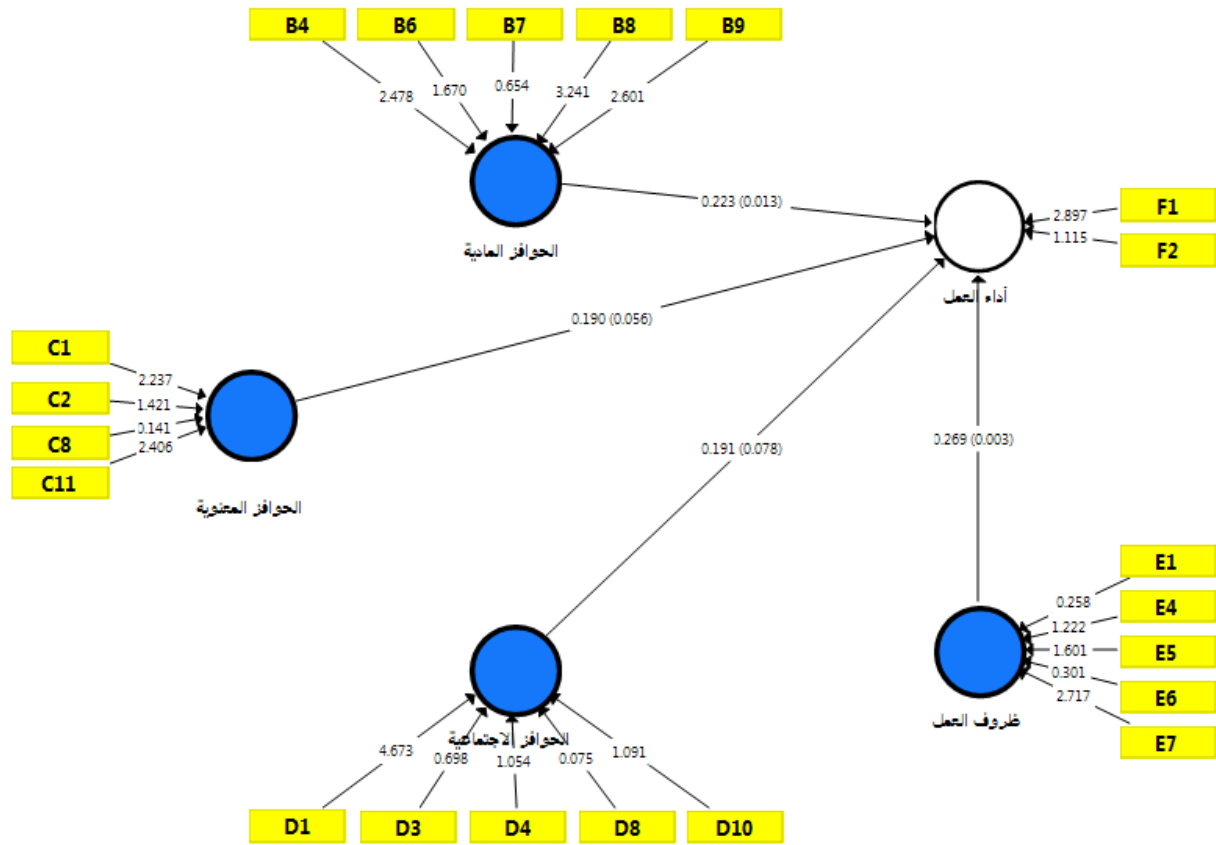 B4 B6 B7 B8 B9
2.478 1.670 0.654 3.241 2.601
الحوافز المادية
0.223 (0.013)
F1
2.897
1.115
F2
أداء العمل
0.190 (0.056)
C1
2.237
C2
1.421
C8
0.141
2.406
C11
الحوافز المعنوية
0.191 (0.078)
0.269 (0.003)
E1
0.258
E4
1.222
E5
1.601
E6
0.301
2.717
E7
ظروف العمل
الحوافز الاجتماعية
4.673 0.698 1.054 0.075 1.091
D1 D3 D4 D8 D10